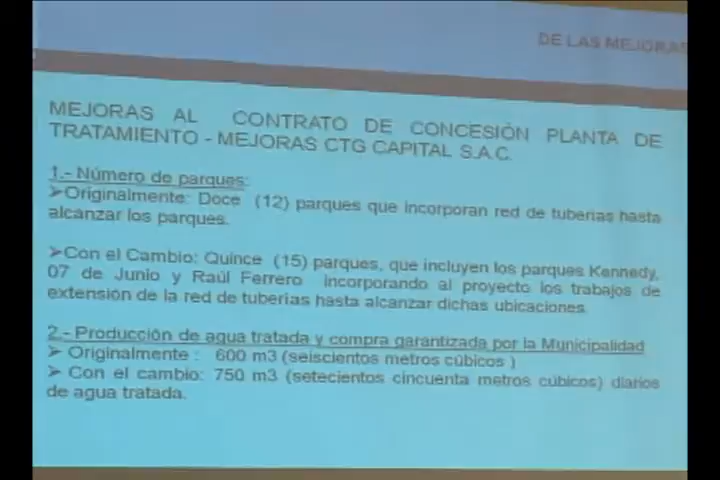 DE LAS MEJORAS
MEJORAS AL CONTRATO DE CONCESIÓN PLANTA DE
TRATAMIENTO - MEJORAS CTG CAPITAL S.A.C.
1.- Número de parques:
➢Originalmente: Doce (12) parques que incorporan red de tuberías hasta
alcanzar los parques.
➢Con el Cambio: Quince (15) parques, que incluyen los parques Kennedy,
07 de Junio y Raúl Ferrero incorporando al proyecto los trabajos de
extensión de la red de tuberías hasta alcanzar dichas ubicaciones
2.- Producción de agua tratada y compra garantizada por la Municipalidad
➢ Originalmente : 600 m3 (seiscientos metros cúbicos )
➢ Con el cambio: 750 m3 (setecientos cincuenta metros cúbicos) diarios
de agua tratada.